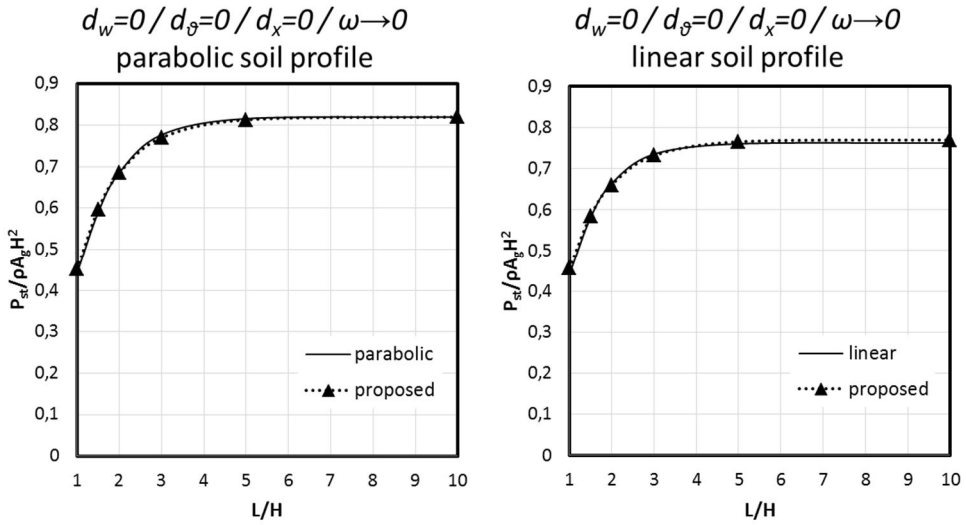 d_w=0 / d_ϑ=0 / d_x=0 / ω→0
parabolic soil profile
0,9
0,8
0,7
0,6
0,5
0,4
0,3
0,2
0,1
0
P_st/ρA_gH²
parabolic
proposed
1 2 3 4 5 6 7 8 9 10
L/H
d_w=0 / d_ϑ=0 / d_x=0 / ω→0
linear soil profile
0,9
0,8
0,7
0,6
0,5
0,4
0,3
0,2
0,1
0
P_st/ρA_gH²
linear
proposed
1 2 3 4 5 6 7 8 9 10
L/H